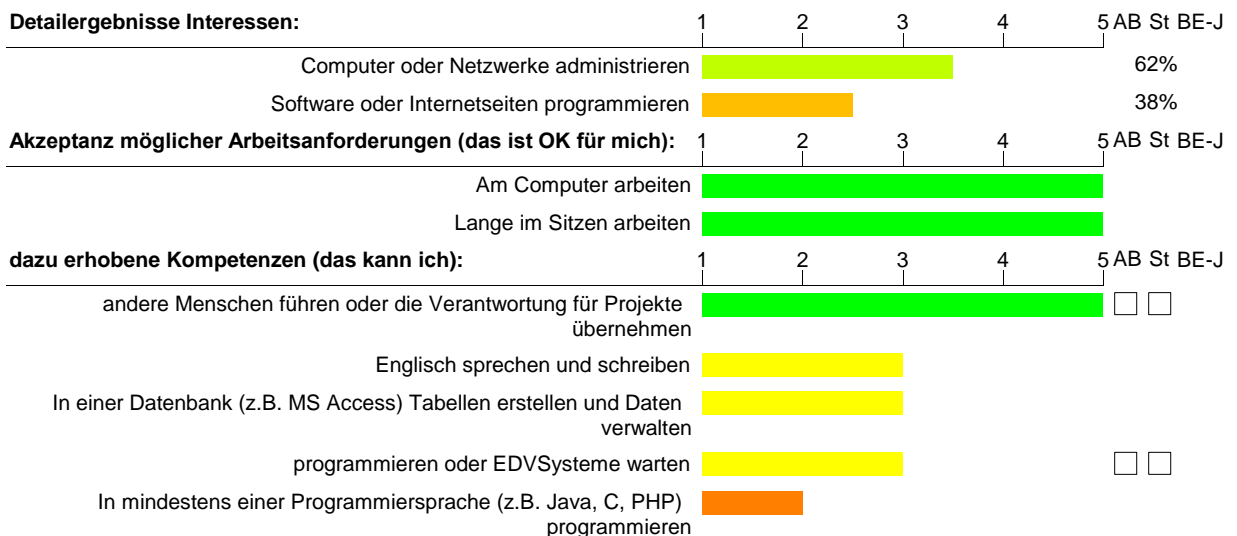 Detailergebnisse Interessen: 1 2 3 4 5 AB St BE-J
Computer oder Netzwerke administrieren 62%
Software oder Internetseiten programmieren 38%
Akzeptanz möglicher Arbeitsanforderungen (das ist OK für mich): 1 2 3 4 5 AB St BE-J
Am Computer arbeiten
Lange im Sitzen arbeiten
dazu erhobene Kompetenzen (das kann ich): 1 2 3 4 5 AB St BE-J
andere Menschen führen oder die Verantwortung für Projekte
übernehmen
Englisch sprechen und schreiben
In einer Datenbank (z.B. MS Access) Tabellen erstellen und Daten
verwalten
programmieren oder EDVSysteme warten
In mindestens einer Programmiersprache (z.B. Java, C, PHP)
programmieren